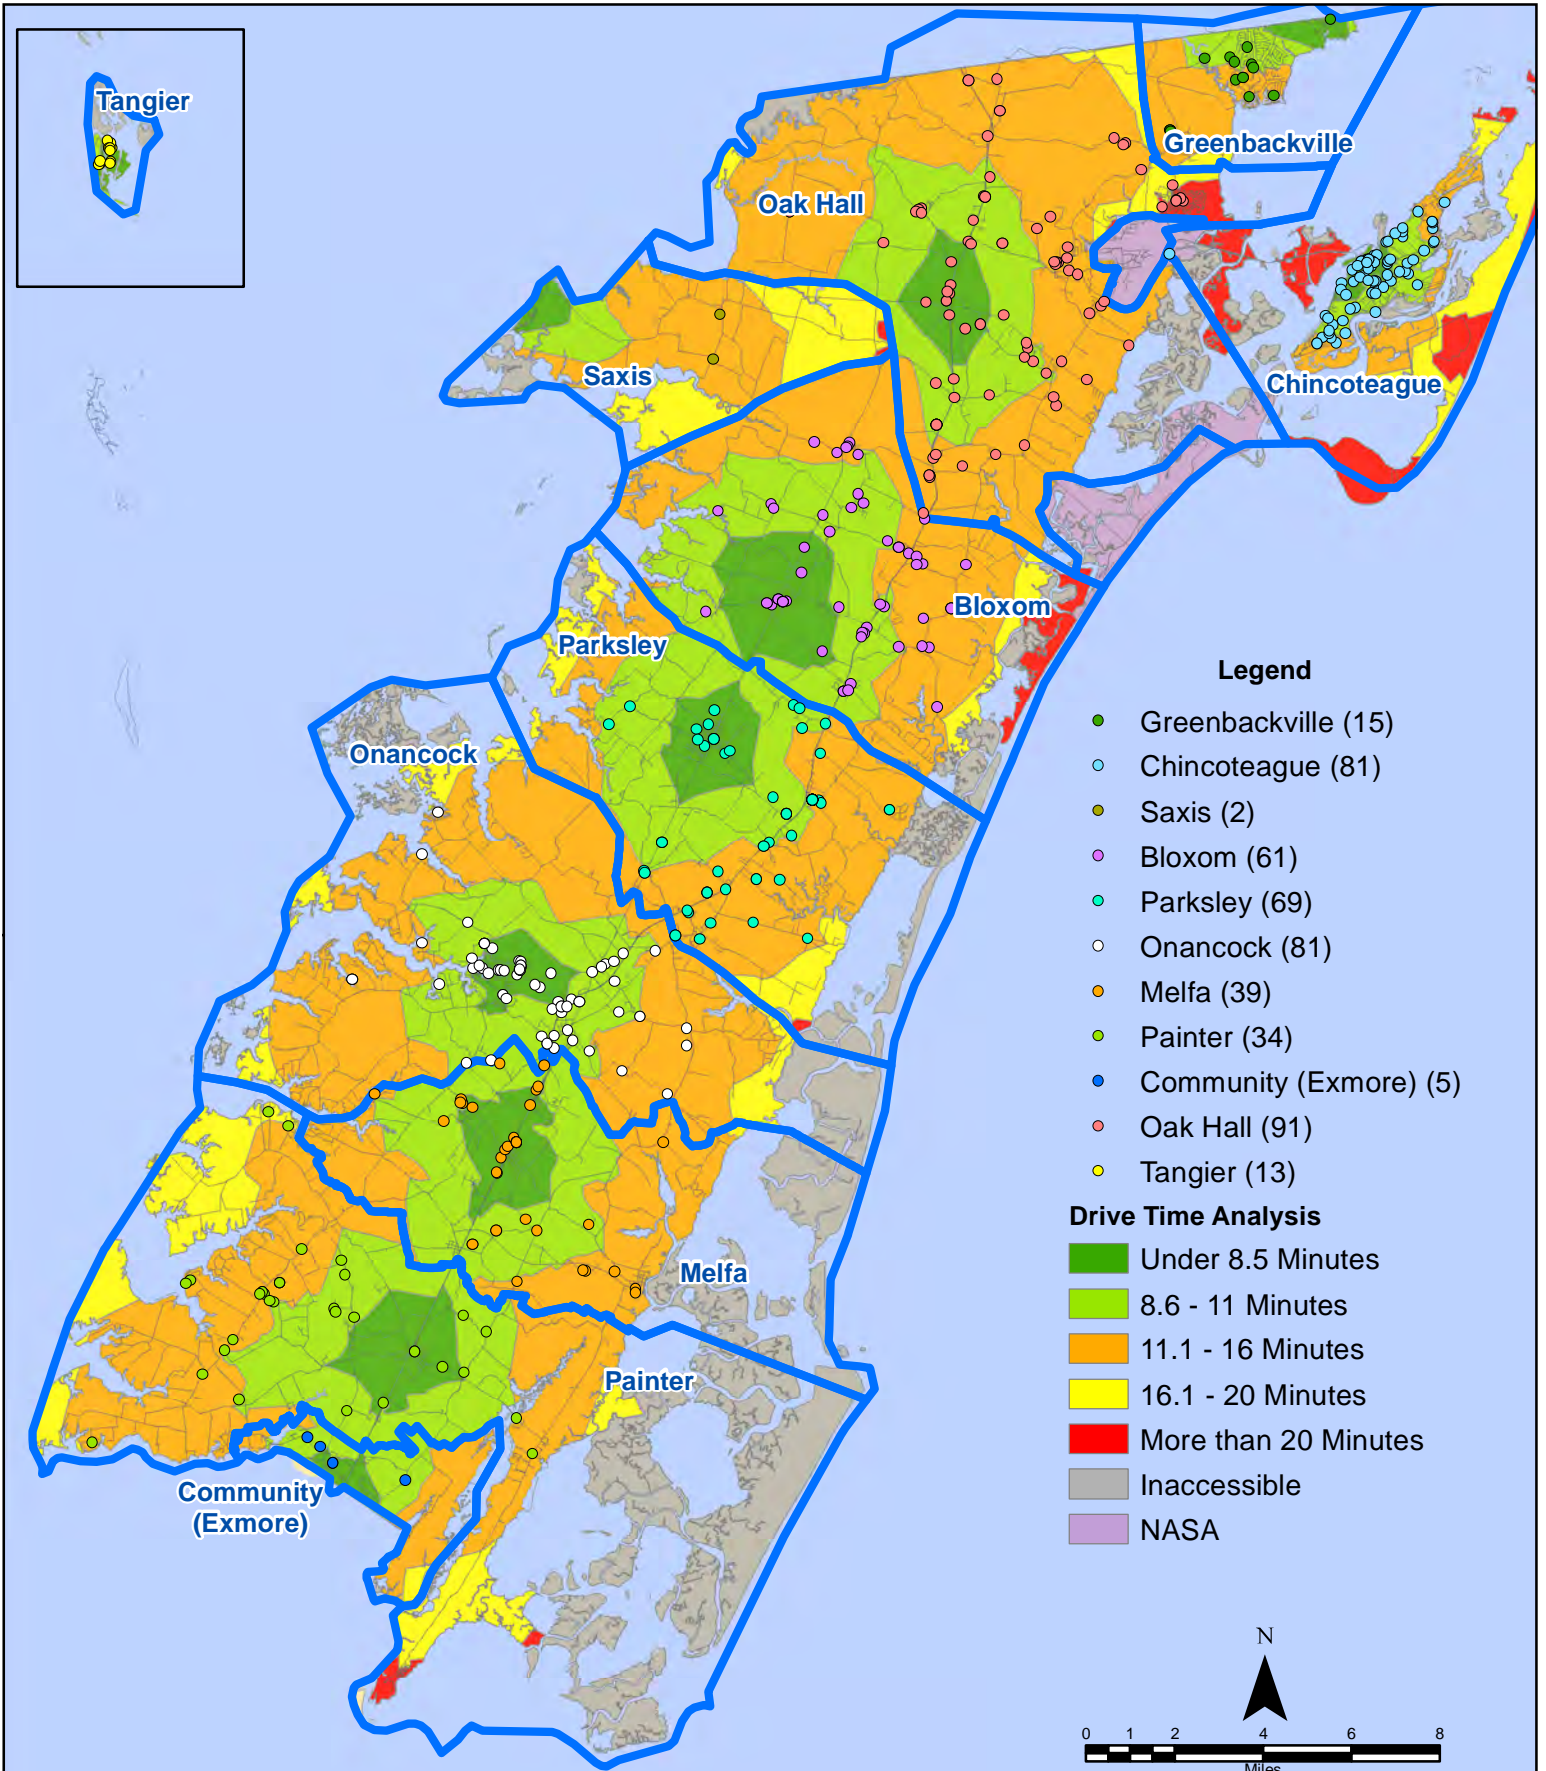 Tangier
Greenbackville
Oak Hall
Saxis
Chincoteague
Bloxom
Parksley
Onancock
Melfa
Painter
Community
(Exmore)
Legend
Greenbackville (15)
Chincoteague (81)
Saxis (2)
Bloxom (61)
Parksley (69)
Onancock (81)
Melfa (39)
Painter (34)
Community (Exmore) (5)
Oak Hall (91)
Tangier (13)
Drive Time Analysis
Under 8.5 Minutes
8.6 - 11 Minutes
11.1 - 16 Minutes
16.1 - 20 Minutes
More than 20 Minutes
Inaccessible
NASA
N
0 1 2 4 6 8
Miles